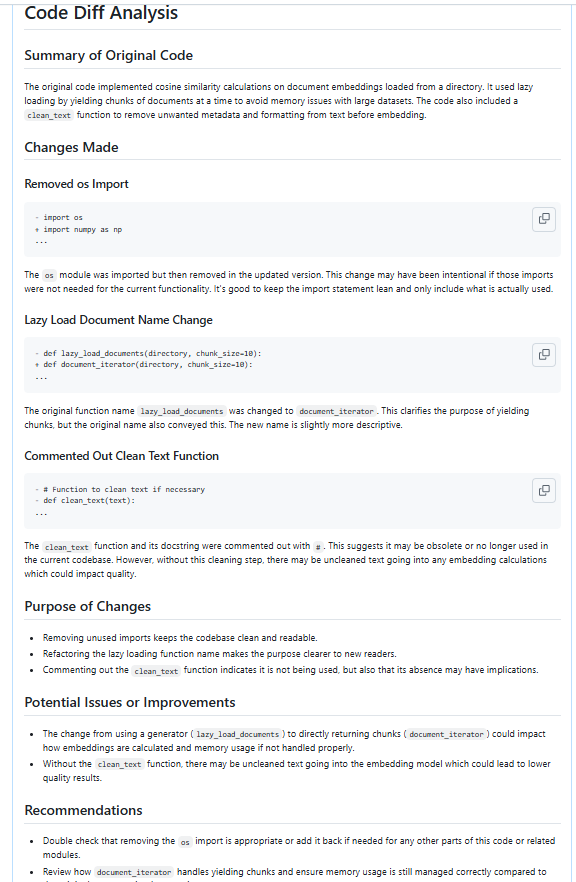 Code Diff Analysis
Summary of Original Code
The original code implemented cosine similarity calculations on document embeddings loaded from a directory. It used lazy
loading by yielding chunks of documents at a time to avoid memory issues with large datasets. The code also included a
clean_text function to remove unwanted metadata and formatting from text before embedding.
Changes Made
Removed os Import
- import os
+ import numpy as np
...
The os module was imported but then removed in the updated version. This change may have been intentional if those imports
were not needed for the current functionality. It's good to keep the import statement lean and only include what is actually used.
Lazy Load Document Name Change
- def lazy_load_documents(directory, chunk_size=10):
+ def document_iterator(directory, chunk_size=10):
...
The original function name lazy_load_documents was changed to document_iterator. This clarifies the purpose of yielding
chunks, but the original name also conveyed this. The new name is slightly more descriptive.
Commented Out Clean Text Function
- # Function to clean text if necessary
- def clean_text(text):
...
The clean_text function and its docstring were commented out with #. This suggests it may be obsolete or no longer used in
the current codebase. However, without this cleaning step, there may be uncleaned text going into any embedding calculations
which could impact quality.
Purpose of Changes
• Removing unused imports keeps the codebase clean and readable.
• Refactoring the lazy loading function name makes the purpose clearer to new readers.
• Commenting out the clean_text function indicates it is not being used, but also that its absence may have implications.
Potential Issues or Improvements
• The change from using a generator (lazy_load_documents) to directly returning chunks (document_iterator) could impact
how embeddings are calculated and memory usage if not handled properly.
• Without the clean_text function, there may be uncleaned text going into the embedding model which could lead to lower
quality results.
Recommendations
• Double check that removing the os import is appropriate or add it back if needed for any other parts of this code or related
modules.
• Review how document_iterator handles yielding chunks and ensure memory usage is still managed correctly compared to